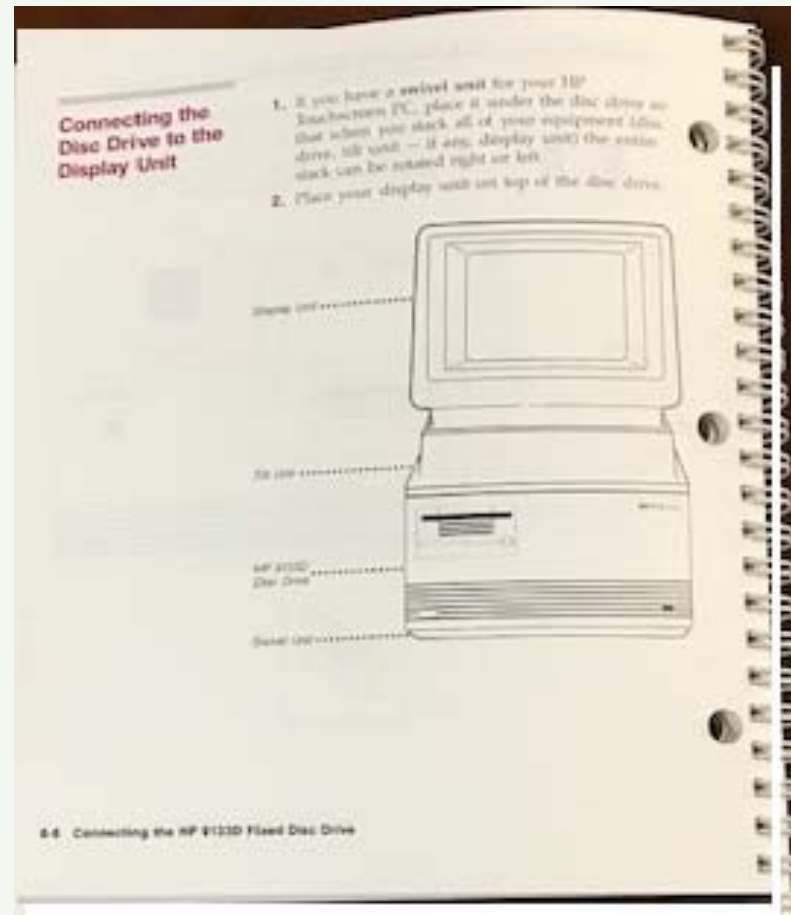 Connecting the
Disc Drive to the
Display Unit
1. If you have a swivel unit for your HP
Touchscreen PC, place it under the disc drive so
that when you stack all of your equipment (disc
drive, tilt unit — if any, display unit) the entire
stack can be rotated right or left.
2. Place your display unit on top of the disc drive.
Display Unit
Tilt Unit
HP 9133D
Disc Drive
Swivel Unit
Connecting the HP 9133D Fixed Disc Drive